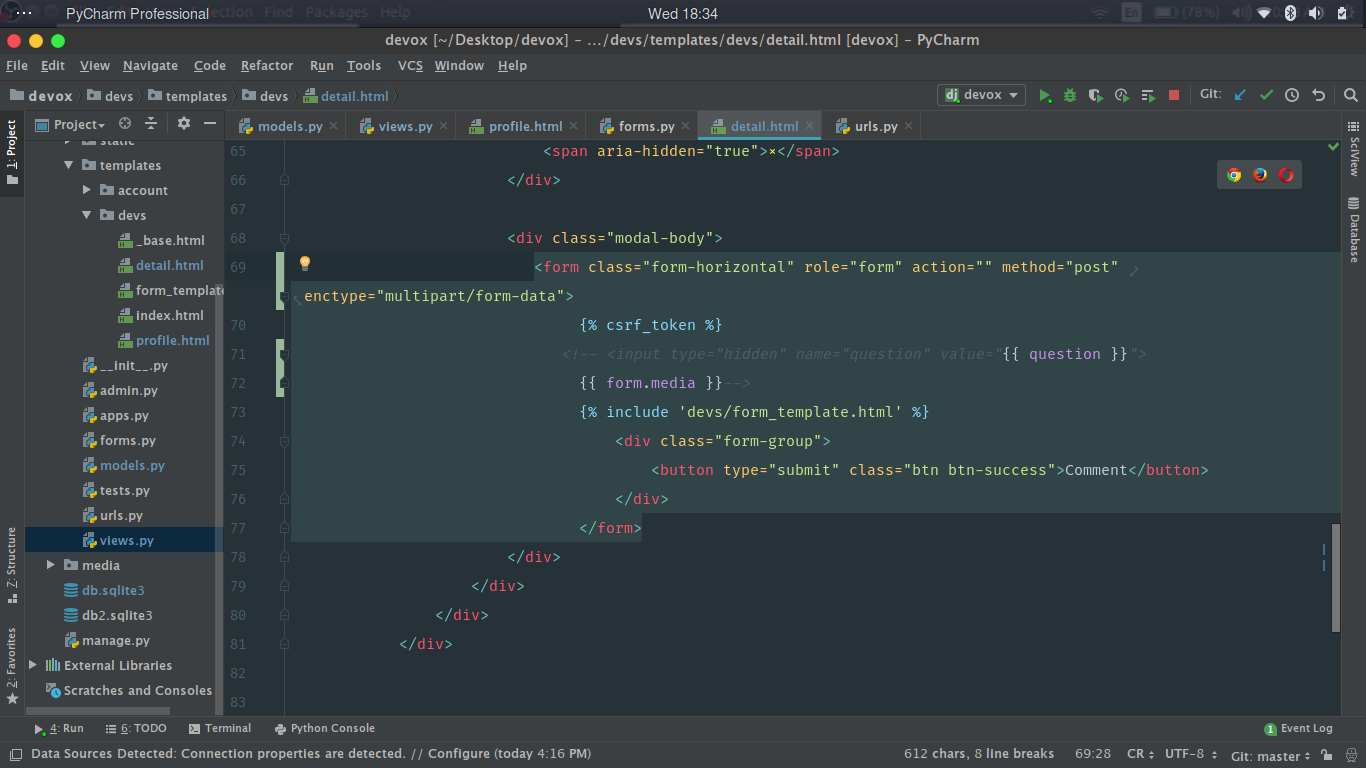 PyCharm Professional
Wed 18:34
devox [~/Desktop/devox] – .../devs/templates/devs/detail.html [devox] – PyCharm
File Edit View Navigate Code Refactor Run Tools VCS Window Help
devox devs templates devs detail.html
dj devox Git:
1: Project
Project
models.py views.py profile.html forms.py detail.html urls.py
static
templates
account
devs
_base.html
detail.html
form_templat
index.html
profile.html
__init__.py
admin.py
apps.py
forms.py
models.py
tests.py
urls.py
views.py
media
db.sqlite3
db2.sqlite3
manage.py
External Libraries
Scratches and Consoles
65 <span aria-hidden="true">×</span>
66 </div>
67
68 <div class="modal-body">
69 <form class="form-horizontal" role="form" action="" method="post"
enctype="multipart/form-data">
70 {% csrf_token %}
71 <!-- <input type="hidden" name="question" value="{{ question }}">
72 {{ form.media }}-->
73 {% include 'devs/form_template.html' %}
74 <div class="form-group">
75 <button type="submit" class="btn btn-success">Comment</button>
76 </div>
77 </form>
78 </div>
79 </div>
80 </div>
81 </div>
82
83
SciView
Database
Z: Structure
2: Favorites
4: Run 6: TODO Terminal Python Console
1 Event Log
Data Sources Detected: Connection properties are detected. // Configure (today 4:16 PM)
612 chars, 8 line breaks 69:28 CR UTF-8 Git: master